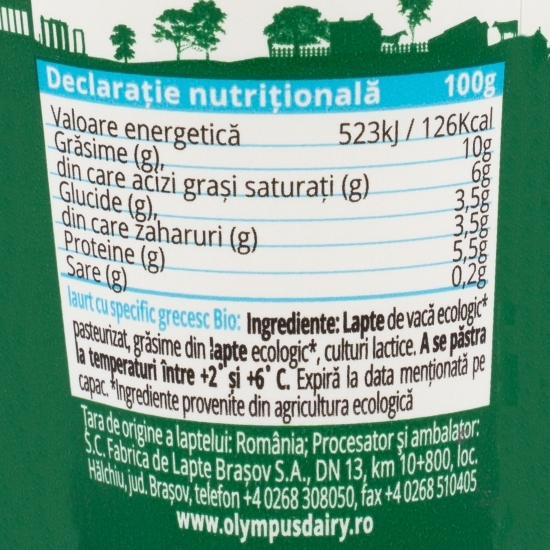 Declarație nutrițională 100g
Valoare energetică 523kJ / 126Kcal
Grăsime (g), 10g
din care acizi grași saturați (g) 6g
Glucide (g), 3,5g
din care zaharuri (g) 3,5g
Proteine (g) 5,5g
Sare (g) 0,2g
Iaurt cu specific grecesc Bio: Ingrediente: Lapte de vacă ecologic*
pasteurizat, grăsime din lapte ecologic*, culturi lactice. A se păstra
la temperaturi între +2˚ și +6˚ C. Expiră la data menționată pe
capac. *Ingrediente provenite din agricultura ecologică
Țara de origine a laptelui: România; Procesator și ambalator:
S.C. Fabrica de Lapte Brașov S.A., DN 13, km 10+800, loc.
Hălchiu, jud. Brașov, telefon +4 0268 308050, fax +4 0268 510405
www.olympusdairy.ro